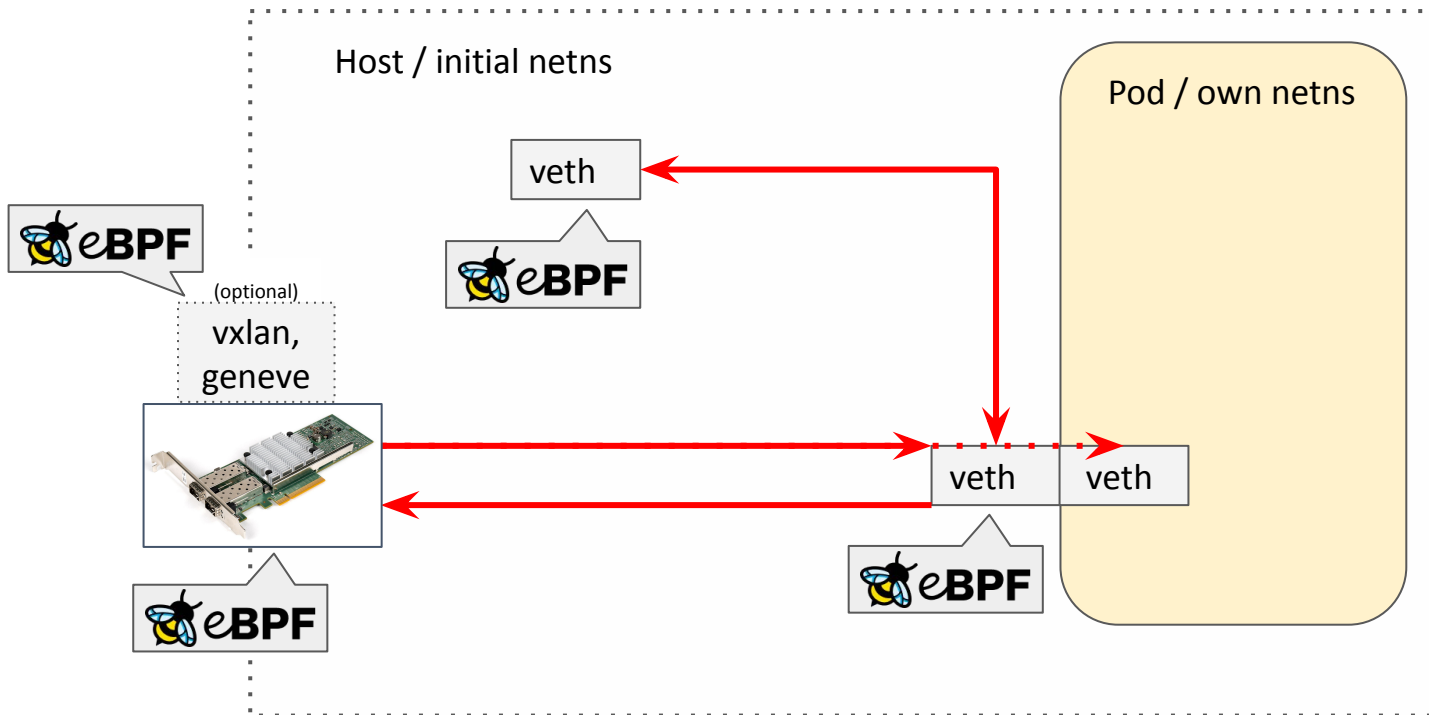 Host / initial netns
Pod / own netns
veth
eBPF
eBPF
(optional)
vxlan,
geneve
veth
veth
eBPF
eBPF